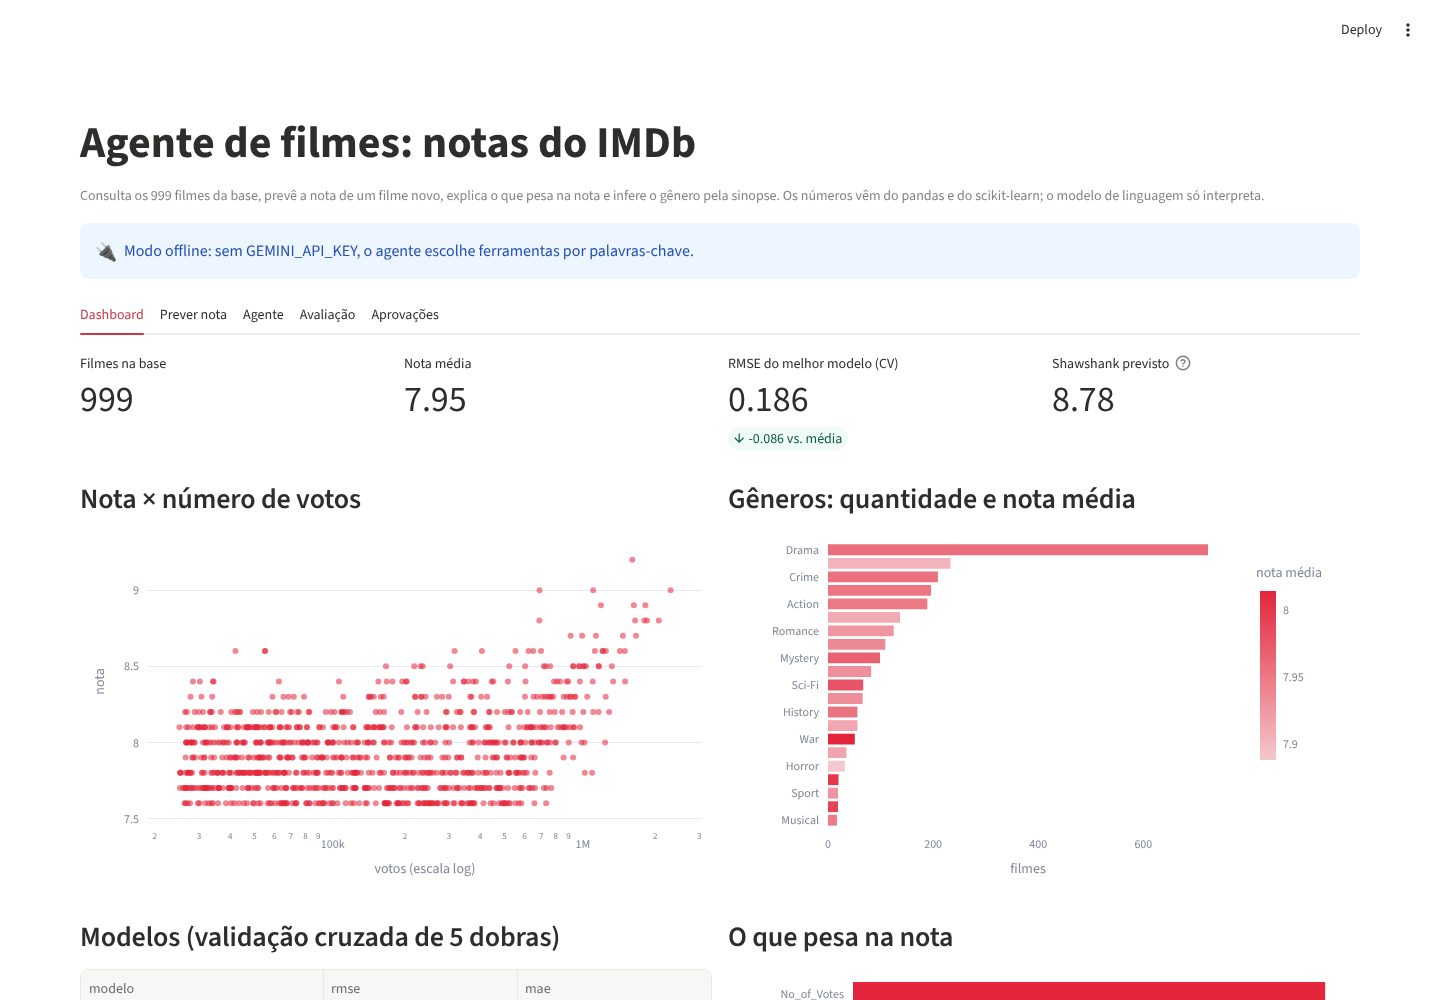 Deploy
Agente de filmes: notas do IMDb
Consulta os 999 filmes da base, prevê a nota de um filme novo, explica o que pesa na nota e infere o gênero pela sinopse. Os números vêm do pandas e do scikit-learn; o modelo de linguagem só interpreta.
Modo offline: sem GEMINI_API_KEY, o agente escolhe ferramentas por palavras-chave.
Dashboard Prever nota Agente Avaliação Aprovações
Filmes na base
999
Nota média
7.95
RMSE do melhor modelo (CV)
0.186
-0.086 vs. média
Shawshank previsto
8.78
Nota × número de votos
nota
9
8.5
8
7.5
2 3 4 5 6 7 8 9 100k 2 3 4 5 6 7 8 9 1M 2 3
votos (escala log)
Gêneros: quantidade e nota média
Drama
Crime
Action
Romance
Mystery
Sci-Fi
History
War
Horror
Sport
Musical
0 200 400 600
filmes
nota média
8
7.95
7.9
Modelos (validação cruzada de 5 dobras)
modelo rmse mae
O que pesa na nota
No_of_Votes